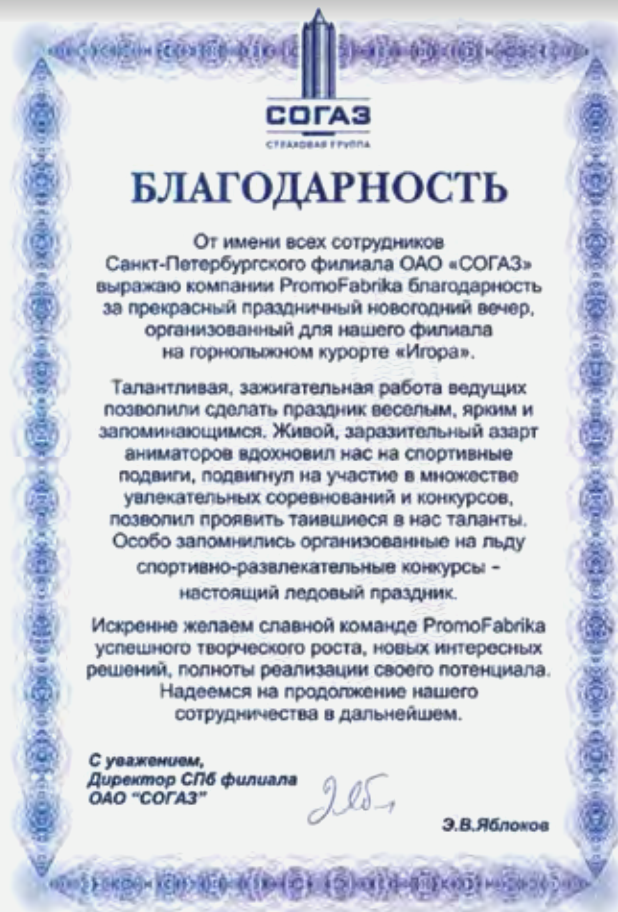 СОГАЗ
СТРАХОВАЯ ГРУППА
БЛАГОДАРНОСТЬ
От имени всех сотрудников
Санкт-Петербургского филиала ОАО «СОГАЗ»
выражаю компании PromoFabrika благодарность
за прекрасный праздничный новогодний вечер,
организованный для нашего филиала
на горнолыжном курорте «Игора».
Талантливая, зажигательная работа ведущих
позволили сделать праздник веселым, ярким и
запоминающимся. Живой, заразительный азарт
аниматоров вдохновил нас на спортивные
подвиги, подвигнул на участие в множестве
увлекательных соревнований и конкурсов,
позволил проявить таившиеся в нас таланты.
Особо запомнились организованные на льду
спортивно-развлекательные конкурсы –
настоящий ледовый праздник.
Искренне желаем славной команде PromoFabrika
успешного творческого роста, новых интересных
решений, полноты реализации своего потенциала.
Надеемся на продолжение нашего
сотрудничества в дальнейшем.
С уважением,
Директор СПб филиала
ОАО "СОГАЗ"
Э.В.Яблоков